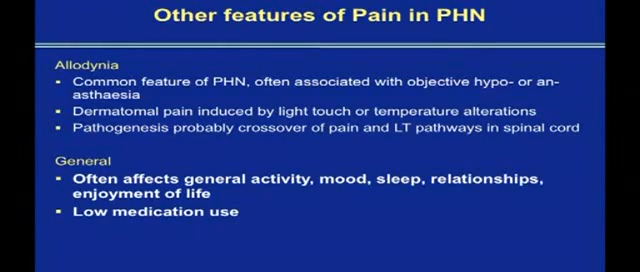 Other features of Pain in PHN
Allodynia
▪ Common feature of PHN, often associated with objective hypo- or an-
asthaesia
▪ Dermatomal pain induced by light touch or temperature alterations
▪ Pathogenesis probably crossover of pain and LT pathways in spinal cord
General
▪ Often affects general activity, mood, sleep, relationships,
enjoyment of life
▪ Low medication use